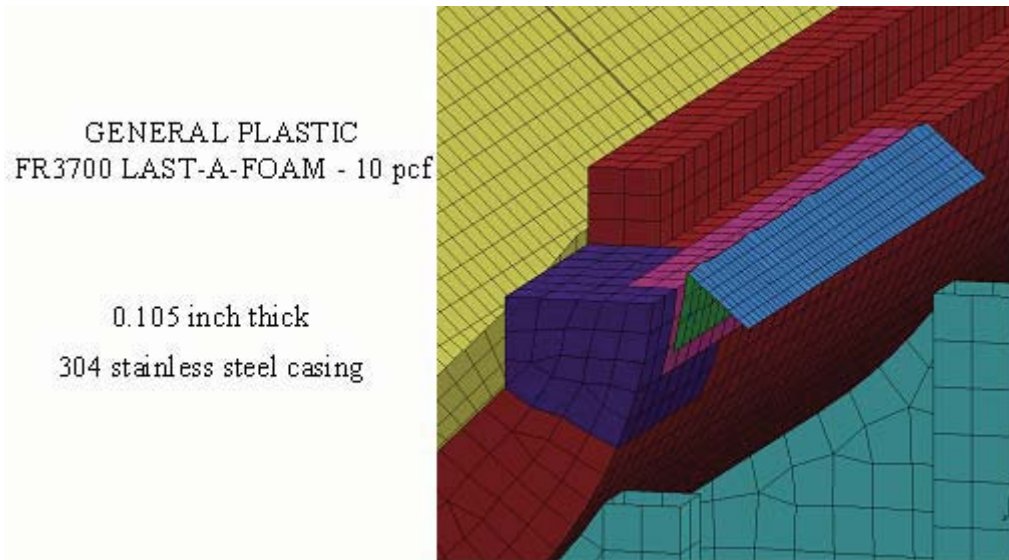 GENERAL PLASTIC
FR3700 LAST-A-FOAM - 10 pcf
0.105 inch thick
304 stainless steel casing